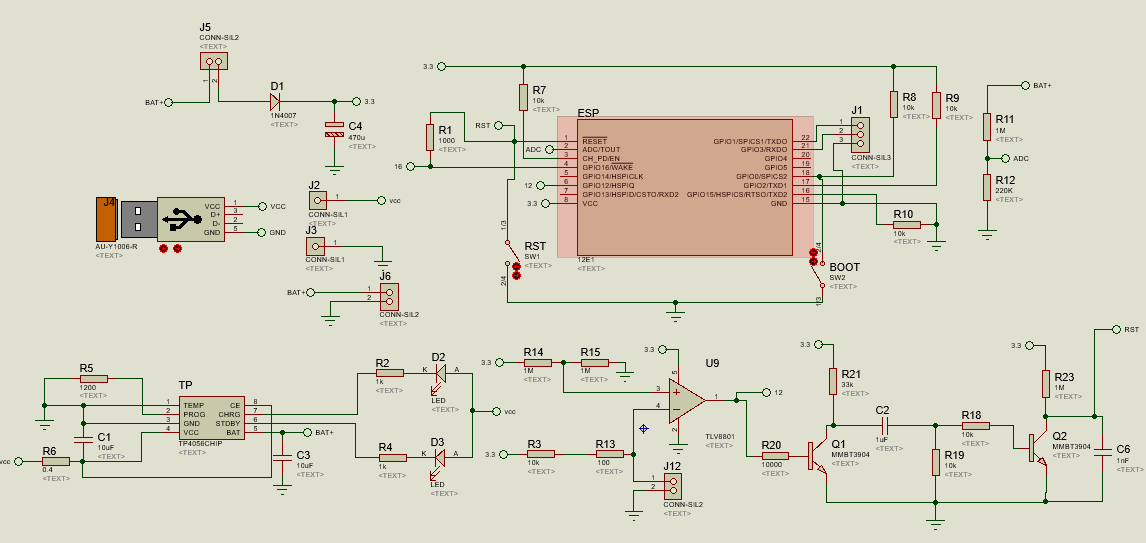 J5
CONN-SIL2
<TEXT>
1
2
BAT+
D1
1N4007
<TEXT>
3.3
C4
470u
<TEXT>
J4
AU-Y1006-R
<TEXT>
VCC 1 VCC
D+ 3
D- 2
GND 5 GND
J2
1 vcc
CONN-SIL1
<TEXT>
J3
1
CONN-SIL1
<TEXT>
J6
BAT+ 1
2
CONN-SIL2
<TEXT>
3.3
R7
10k
<TEXT>
R1
1000
<TEXT>
RST
ADC
16
12
3.3
ESP
1 RESET
2 ADC/TOUT
3 CH_PD/EN
4 GPIO16/WAKE
5 GPIO14/HSPICLK
6 GPIO12/HSPIQ
7 GPIO13/HSPID/CSTO/RXD2
8 VCC
GPIO1/SPICS1/TXDO 22
GPIO3/RXDO 21
GPIO4 20
GPIO5 19
GPIO0/SPICS2 18
GPIO2/TXD1 17
GPIO15/HSPICS/RTSO/TXD2 16
GND 15
12E1
<TEXT>
J1
1
2
3
CONN-SIL3
<TEXT>
R8
10k
<TEXT>
R9
10k
<TEXT>
R10
10k
<TEXT>
1/3
2/4
RST
SW1
<TEXT>
2/4
1/3
BOOT
SW2
<TEXT>
BAT+
R11
1M
<TEXT>
ADC
R12
220K
<TEXT>
R5
1200
<TEXT>
C1
10uF
<TEXT>
vcc
R6
0.4
<TEXT>
TP
1 TEMP CE 8
2 PROG CHRG 7
3 GND STDBY 6
4 VCC BAT 5
TP4056CHIP
<TEXT>
BAT+
C3
10uF
<TEXT>
R2
1k
<TEXT>
D2
K A
LED
<TEXT>
vcc
R4
1k
<TEXT>
D3
K A
LED
<TEXT>
3.3
R14
1M
<TEXT>
R15
1M
<TEXT>
3.3
R3
10k
<TEXT>
R13
100
<TEXT>
J12
1
2
CONN-SIL2
<TEXT>
3.3
U9
5
3
4
1
2
TLV8801
<TEXT>
12
R20
10000
<TEXT>
3.3
R21
33k
<TEXT>
Q1
MMBT3904
<TEXT>
C2
1uF
<TEXT>
R19
10k
<TEXT>
R18
10k
<TEXT>
3.3
R23
1M
<TEXT>
RST
Q2
MMBT3904
<TEXT>
C6
1nF
<TEXT>